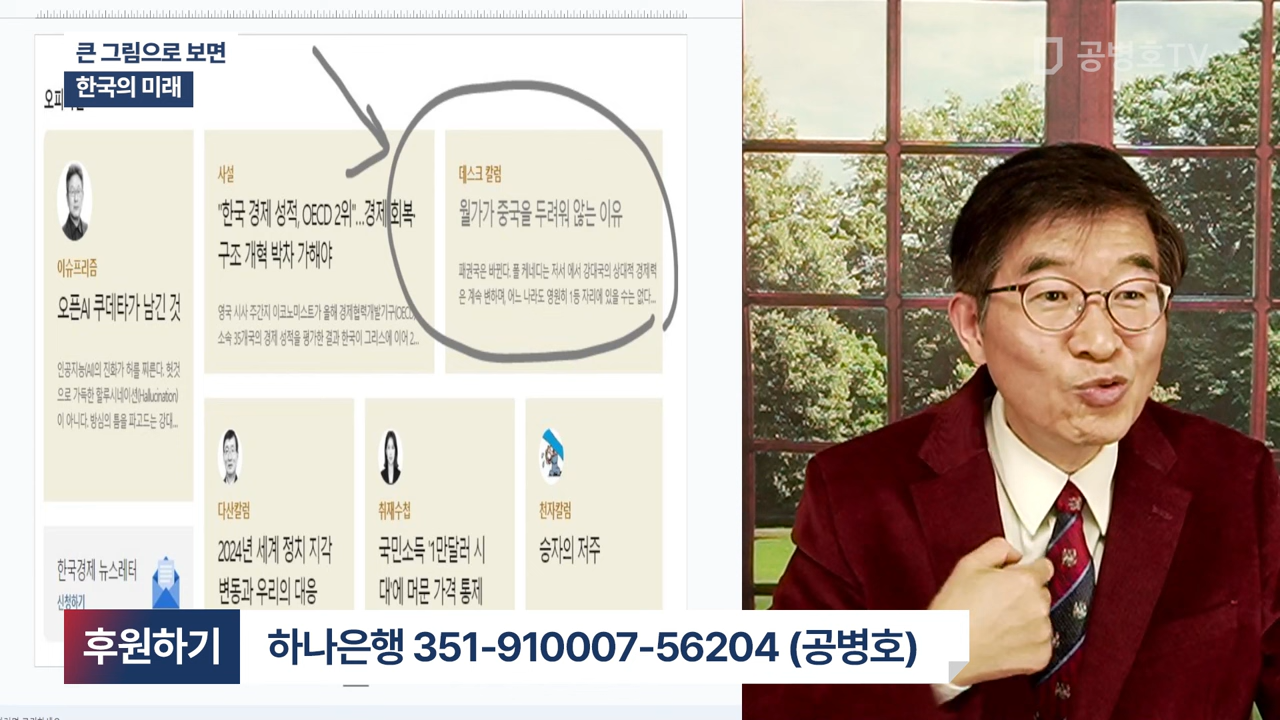 큰 그림으로 보면
한국의 미래
공병호TV
이슈프리즘
오픈AI 쿠데타가 남긴 것
인공지능(AI)의 진화가 허를 찌른다. 헛것
으로 가득한 할루시네이션(Hallucination)
이 아니다. 방심의 틈을 파고드는 강대...
사설
"한국 경제 성적, OECD 2위"...경제 회복
구조 개혁 박차 가해야
영국 시사 주간지 이코노미스트가 올해 경제협력개발기구(OECD)
소속 35개국의 경제 성적을 평가한 결과 한국이 그리스에 이어 2...
데스크 칼럼
월가가 중국을 두려워 않는 이유
패권국은 바뀐다. 폴 케네디는 저서 에서 강대국의 상대적 경제력
은 계속 변하며, 어느 나라도 영원히 1등 자리에 있을 수는 없다...
다산칼럼
2024년 세계 정치 지각
변동과 우리의 대응
취재수첩
국민소득 '1만달러 시
대'에 머문 가격 통제
천자칼럼
승자의 저주
한국경제 뉴스레터
신청하기
후원하기
하나은행 351-910007-56204 (공병호)